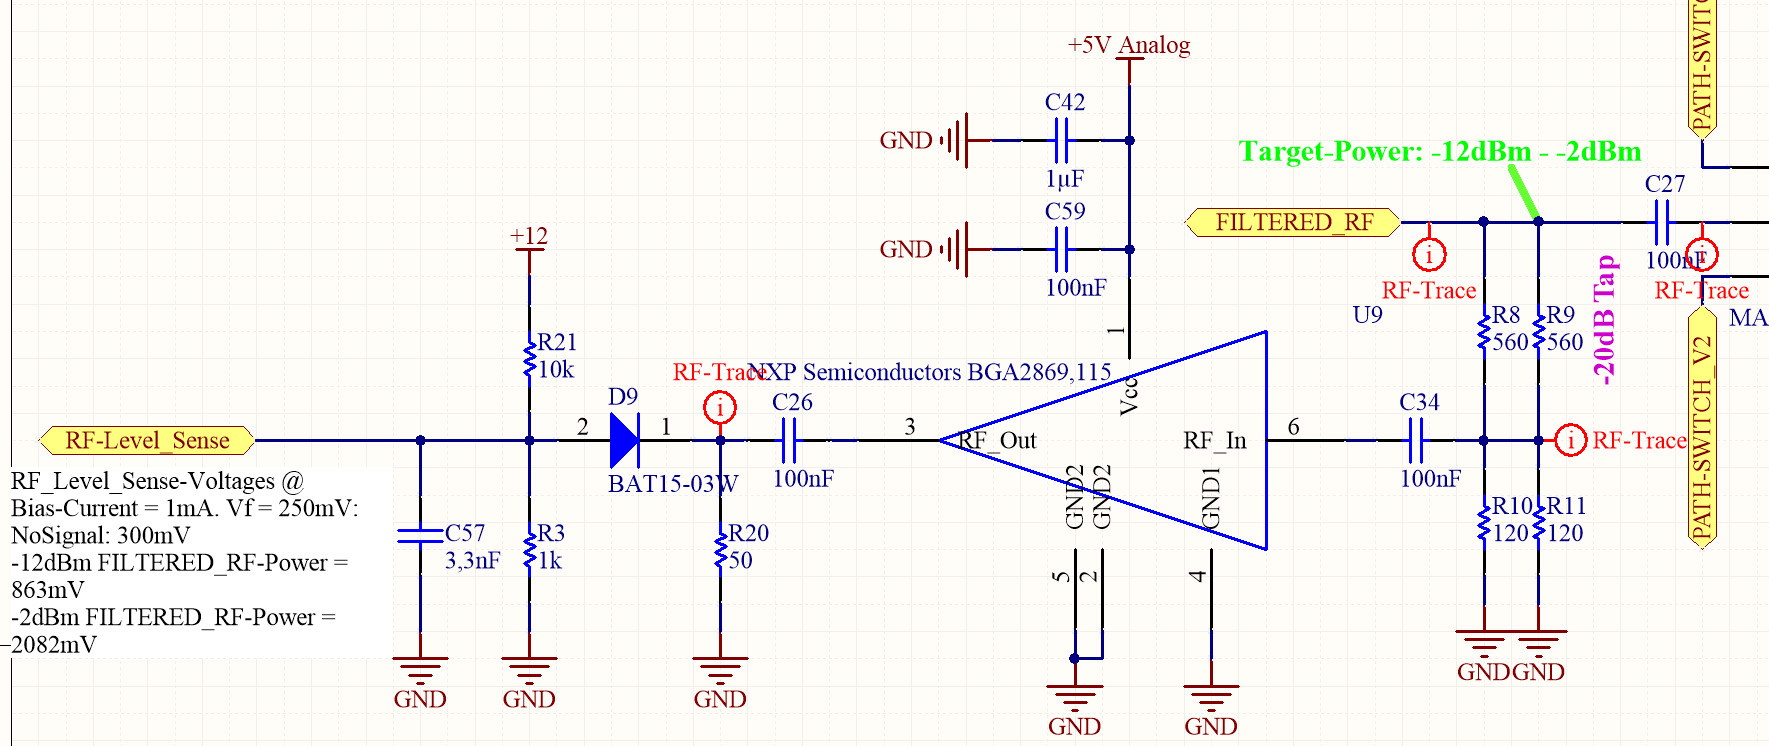 +5V Analog
C42
GND
1µF
C59
GND
100nF
Target-Power: -12dBm - -2dBm
FILTERED_RF
C27
100nF
i
RF-Trace
i
RF-Trace
PATH-SWITC
PATH-SWITCH_V2
MA
-20dB Tap
U9
R8
560
R9
560
+12
R21
10k
RF-Trace
i
NXP Semiconductors BGA2869,115
1
Vcc
D9
2
1
BAT15-03W
C26
100nF
3
RF_Out
RF_In
6
C34
100nF
i
RF-Trace
GND2
GND2
GND1
5
2
4
R10
120
R11
120
RF-Level_Sense
RF_Level_Sense-Voltages @
Bias-Current = 1mA. Vf = 250mV:
NoSignal: 300mV
-12dBm FILTERED_RF-Power =
863mV
-2dBm FILTERED_RF-Power =
2082mV
C57
3,3nF
R3
1k
R20
50
GND
GND
GND
GND
GND
GND
GND